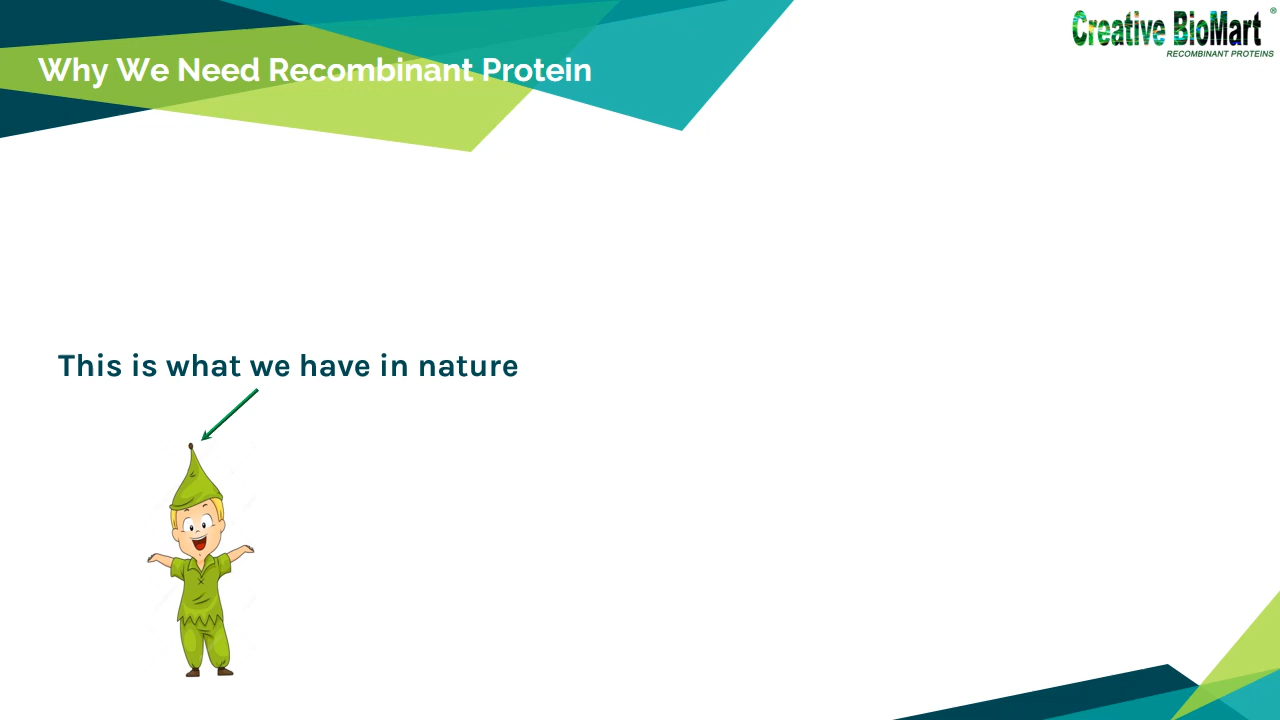 Creative BioMart®
RECOMBINANT PROTEINS
Why We Need Recombinant Protein
This is what we have in nature